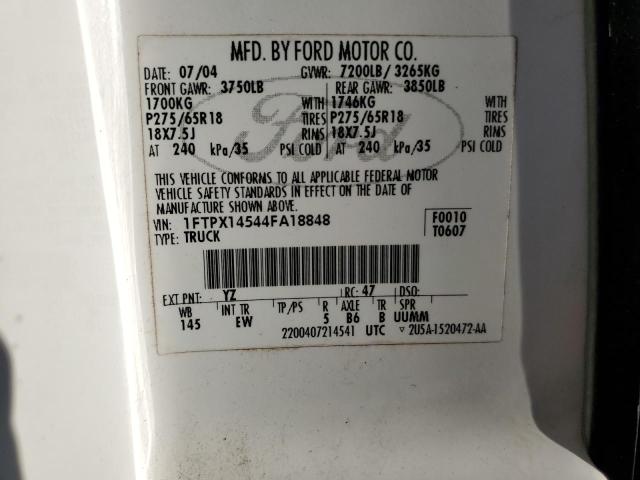 MFD. BY FORD MOTOR CO.
DATE: 07/04 GVWR: 7200LB/ 3265KG
FRONT GAWR: 3750LB REAR GAWR: 3850LB
1700KG WITH 1746KG WITH
P275/65R18 TIRES P275/65R18 TIRES
18X7.5J RIMS 18X7.5J RIMS
AT 240 kPa/35 PSI COLD AT 240 kPa/35 PSI COLD
Ford
THIS VEHICLE CONFORMS TO ALL APPLICABLE FEDERAL MOTOR
VEHICLE SAFETY STANDARDS IN EFFECT ON THE DATE OF
MANUFACTURE SHOWN ABOVE.
VIN: 1FTPX14544FA18848 F0010
TYPE: TRUCK T0607
EXT PNT: YZ RC: 47 DSO:
WB INT TR TP/PS R AXLE TR SPR
145 EW 5 B6 B UUMM
2200407214541 UTC ▽ 2U5A-1520472-AA